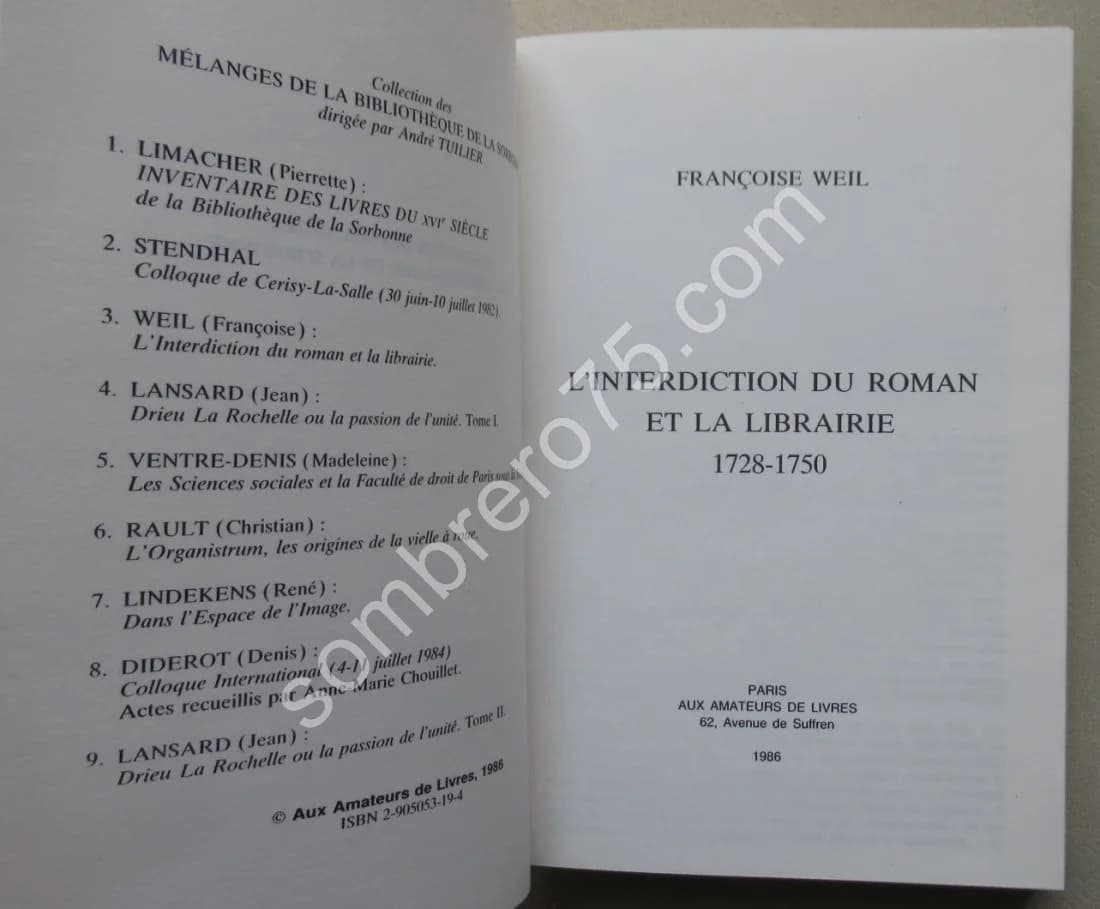 Collection des
MÉLANGES DE LA BIBLIOTHÈQUE DE LA
dirigée par André TUILIER
1. LIMACHER (Pierrette) :
INVENTAIRE DES LIVRES DU XVIᵉ SIÈCLE
de la Bibliothèque de la Sorbonne
2. STENDHAL
Colloque de Cerisy-La-Salle (30 juin-10 juillet 1982).
3. WEIL (Françoise) :
L'Interdiction du roman et la librairie.
4. LANSARD (Jean) :
Drieu La Rochelle ou la passion de l'unité. Tome I.
5. VENTRE-DENIS (Madeleine) :
Les Sciences sociales et la Faculté de droit de Paris
6. RAULT (Christian) :
L'Organistrum, les origines de la vielle à roue.
7. LINDEKENS (René) :
Dans l'Espace de l'Image.
8. DIDEROT (Denis) :
Colloque International (4-11 juillet 1984)
Actes recueillis par Anne-Marie Chouillet.
9. LANSARD (Jean) :
Drieu La Rochelle ou la passion de l'unité. Tome II.
© Aux Amateurs de Livres, 1986
ISBN 2-905053-19-4
FRANÇOISE WEIL
L'INTERDICTION DU ROMAN
ET LA LIBRAIRIE
1728-1750
PARIS
AUX AMATEURS DE LIVRES
62, Avenue de Suffren
1986
sombrero75.com